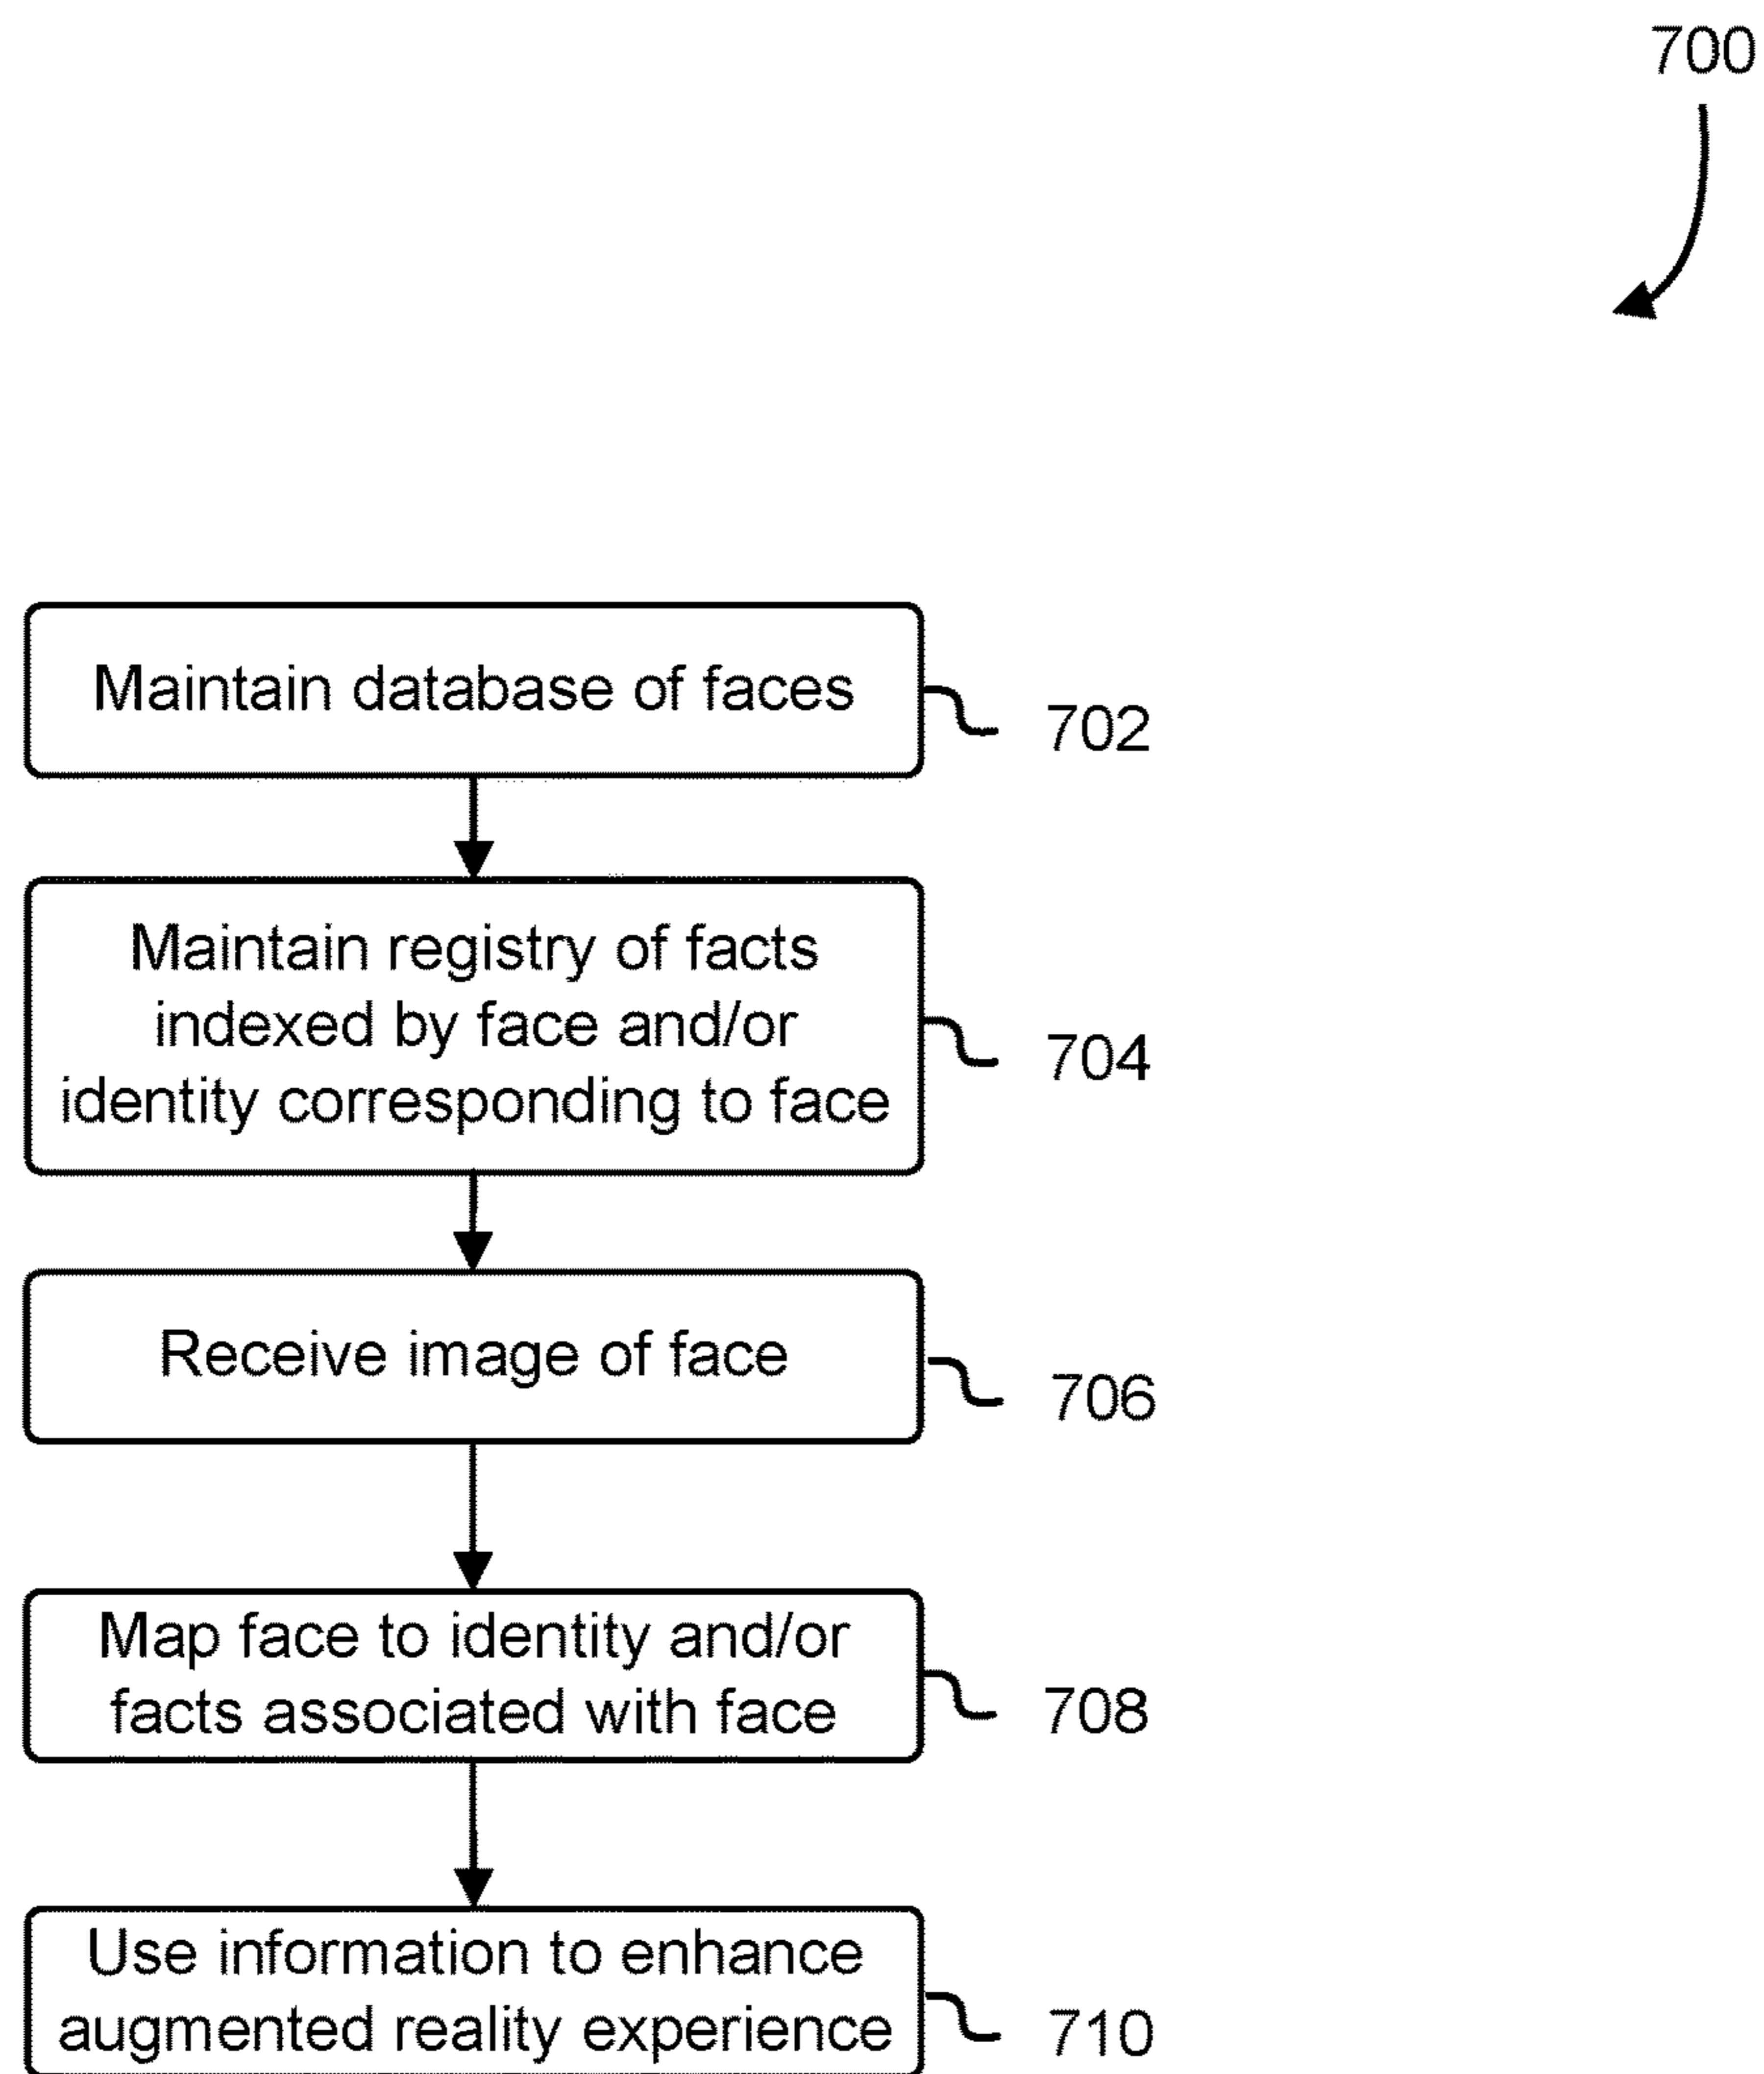 700
Maintain database of faces
702
Maintain registry of facts
indexed by face and/or
identity corresponding to face
704
Receive image of face
706
Map face to identity and/or
facts associated with face
708
Use information to enhance
augmented reality experience
710